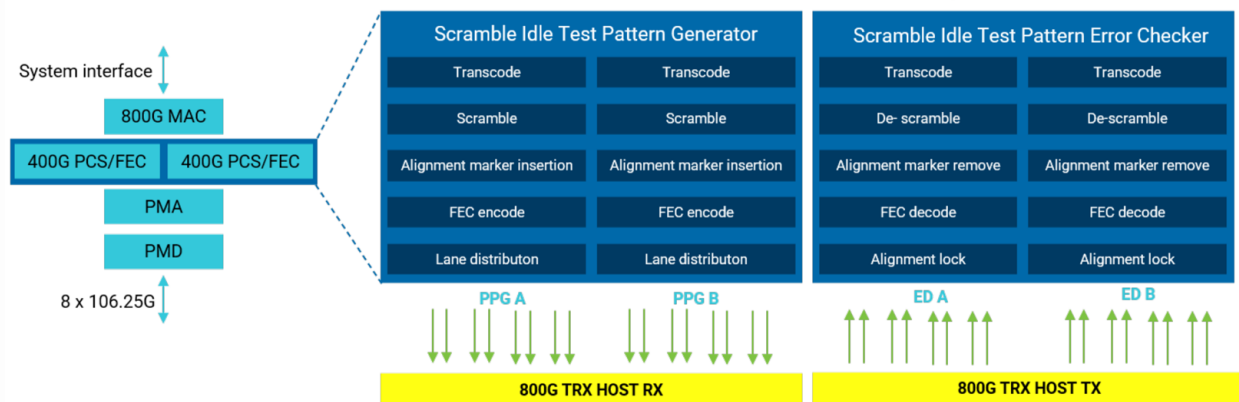 System interface
800G MAC
400G PCS/FEC 400G PCS/FEC
PMA
PMD
8 x 106.25G
Scramble Idle Test Pattern Generator
Transcode Transcode
Scramble Scramble
Alignment marker insertion Alignment marker insertion
FEC encode FEC encode
Lane distributon Lane distributon
PPG A PPG B
800G TRX HOST RX
Scramble Idle Test Pattern Error Checker
Transcode Transcode
De- scramble De-scramble
Alignment marker remove Alignment marker remove
FEC decode FEC decode
Alignment lock Alignment lock
ED A ED B
800G TRX HOST TX